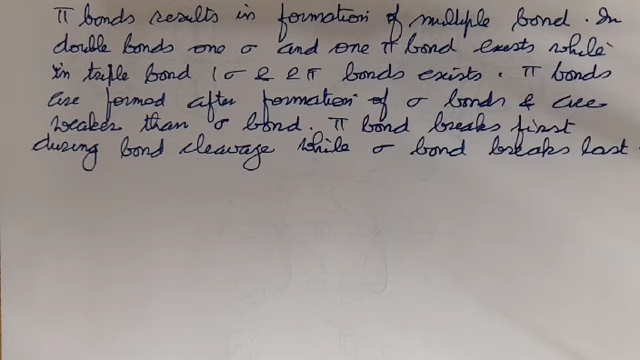 π bonds results in formation of multiple bond. In
double bonds one σ and one π bond exists while
in triple bond 1σ & 2π bonds exists. π bonds
are formed after formation of σ bonds & are
weaker than σ bond. π bond breaks first
during bond cleavage while σ bond breaks last.